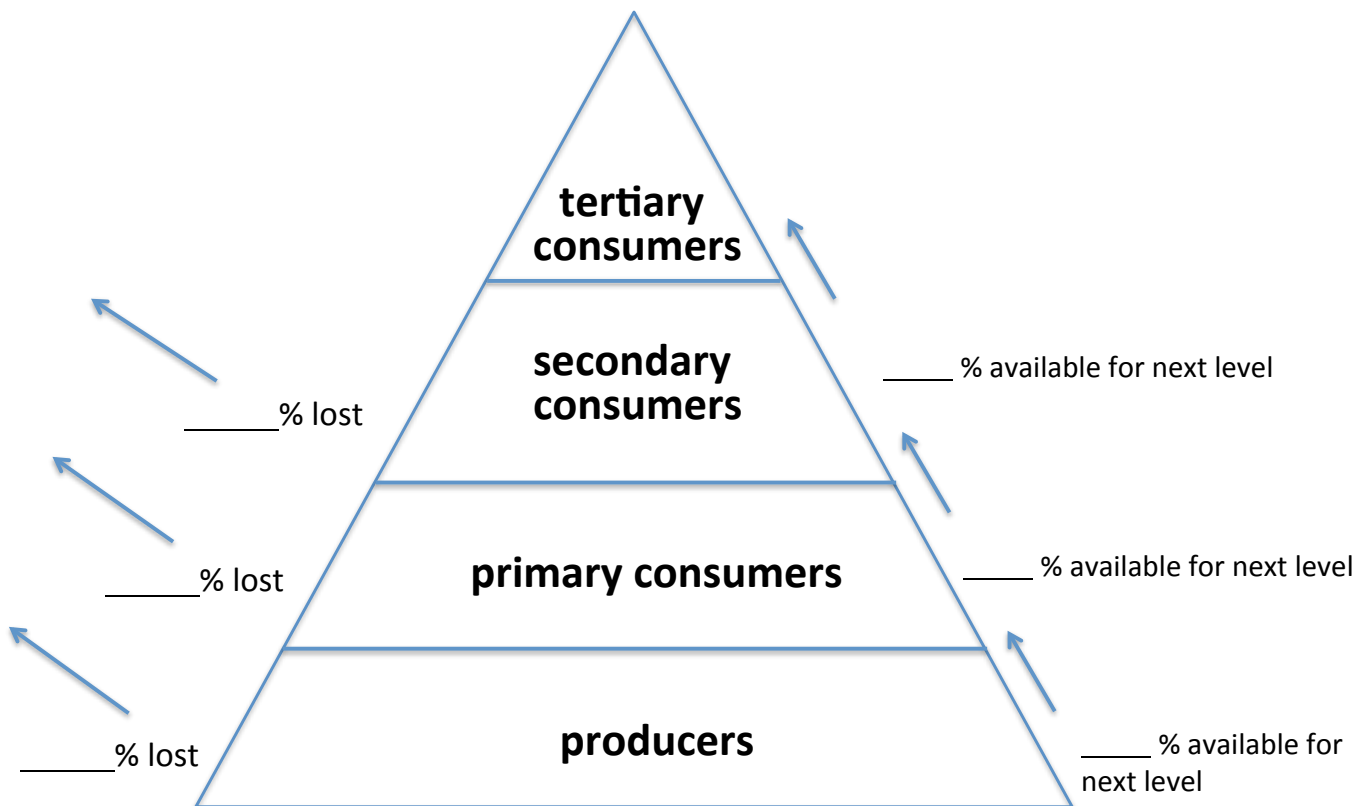 tertiary
consumers
secondary
consumers
_____ % available for next level
______% lost
primary consumers
_____ % available for next level
______% lost
producers
_____ % available for
next level
______% lost